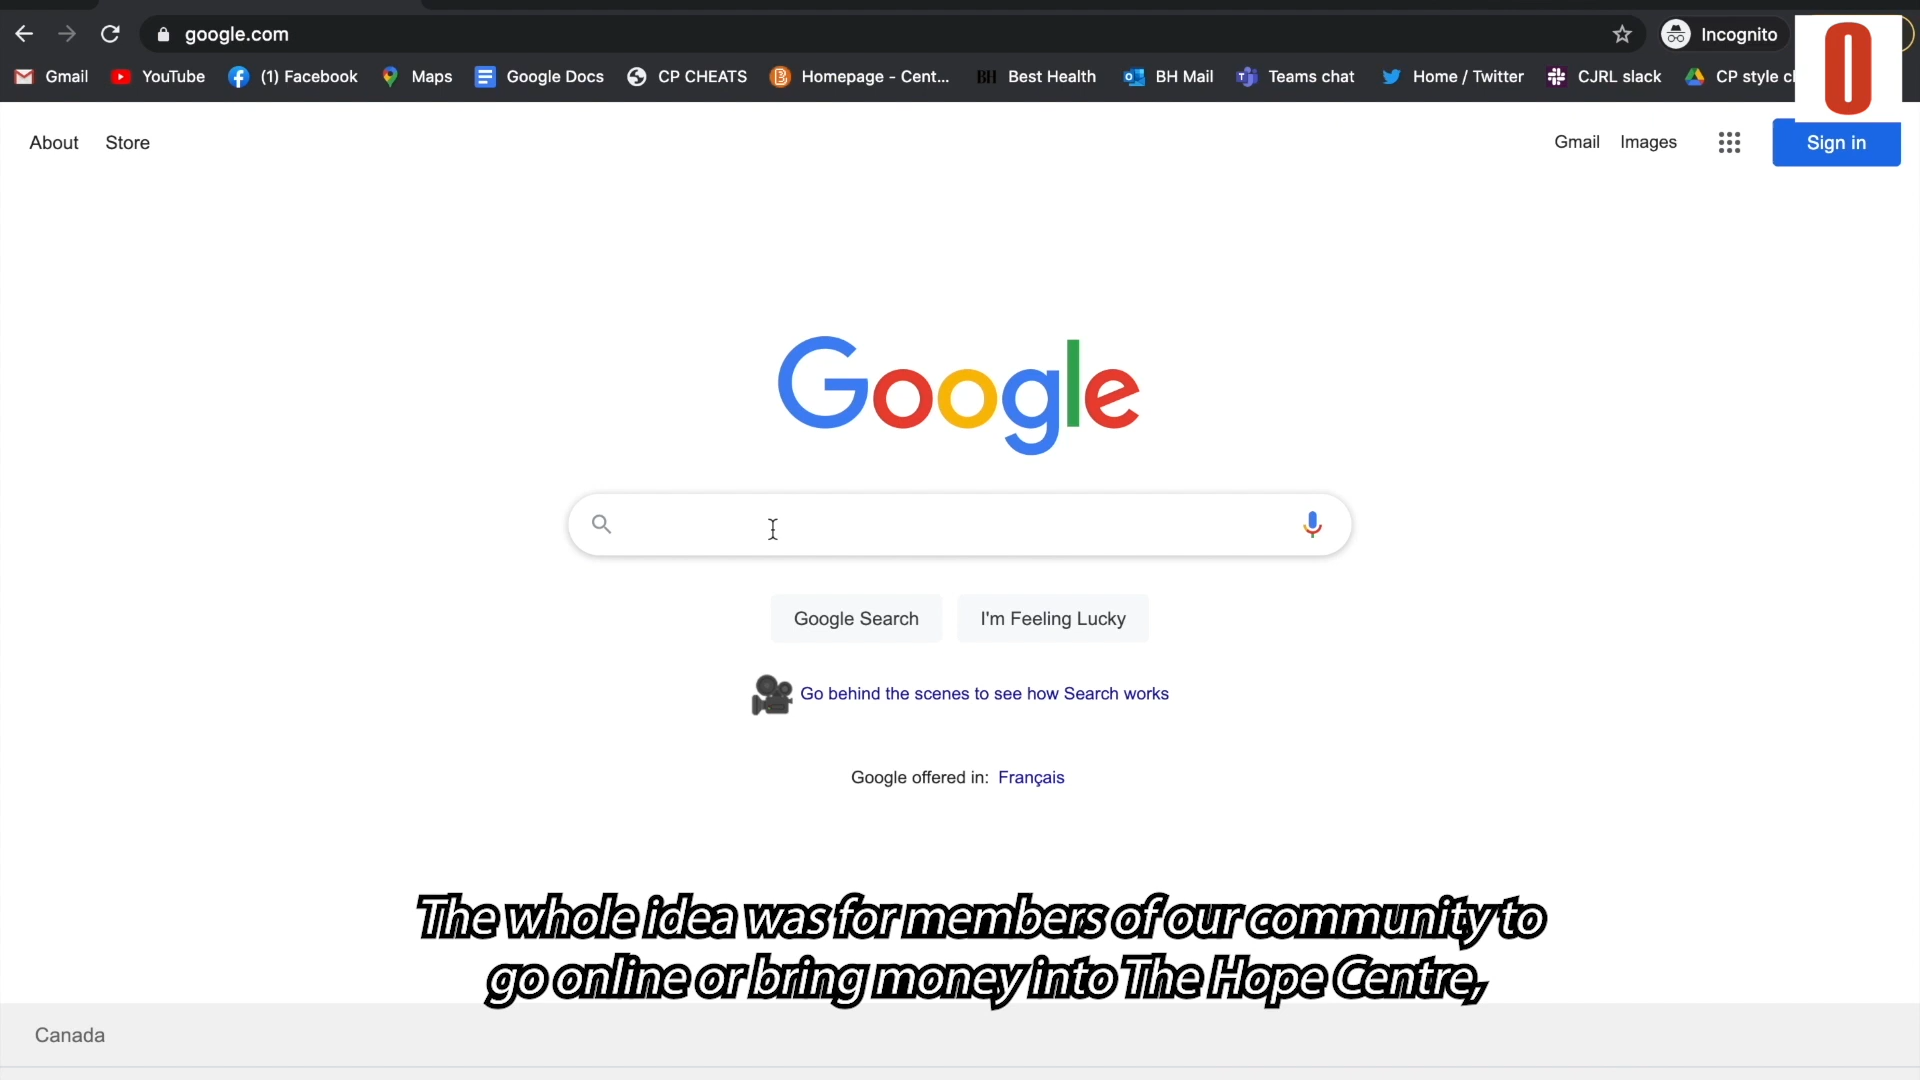 google.com
Incognito
Gmail
YouTube
(1) Facebook
Maps
Google Docs
CP CHEATS
Homepage - Cent...
BH Best Health
BH Mail
Teams chat
Home / Twitter
CJRL slack
CP style
O
About
Store
Gmail
Images
Sign in
Google
Google Search
I'm Feeling Lucky
Go behind the scenes to see how Search works
Google offered in: Français
The whole idea was for members of our community to
go online or bring money into The Hope Centre,
Canada